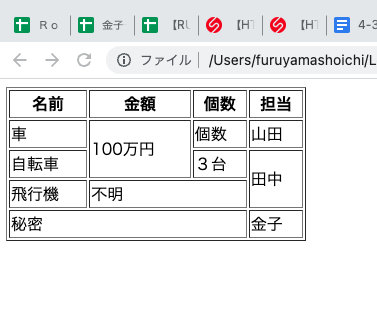 Ｒｏ 金子 【RU 【HT 【HT 4-3
ファイル | /Users/furuyamashoichi/L
名前 金額 個数 担当
車 100万円 個数 山田
自転車 ３台 田中
飛行機 不明
秘密 金子